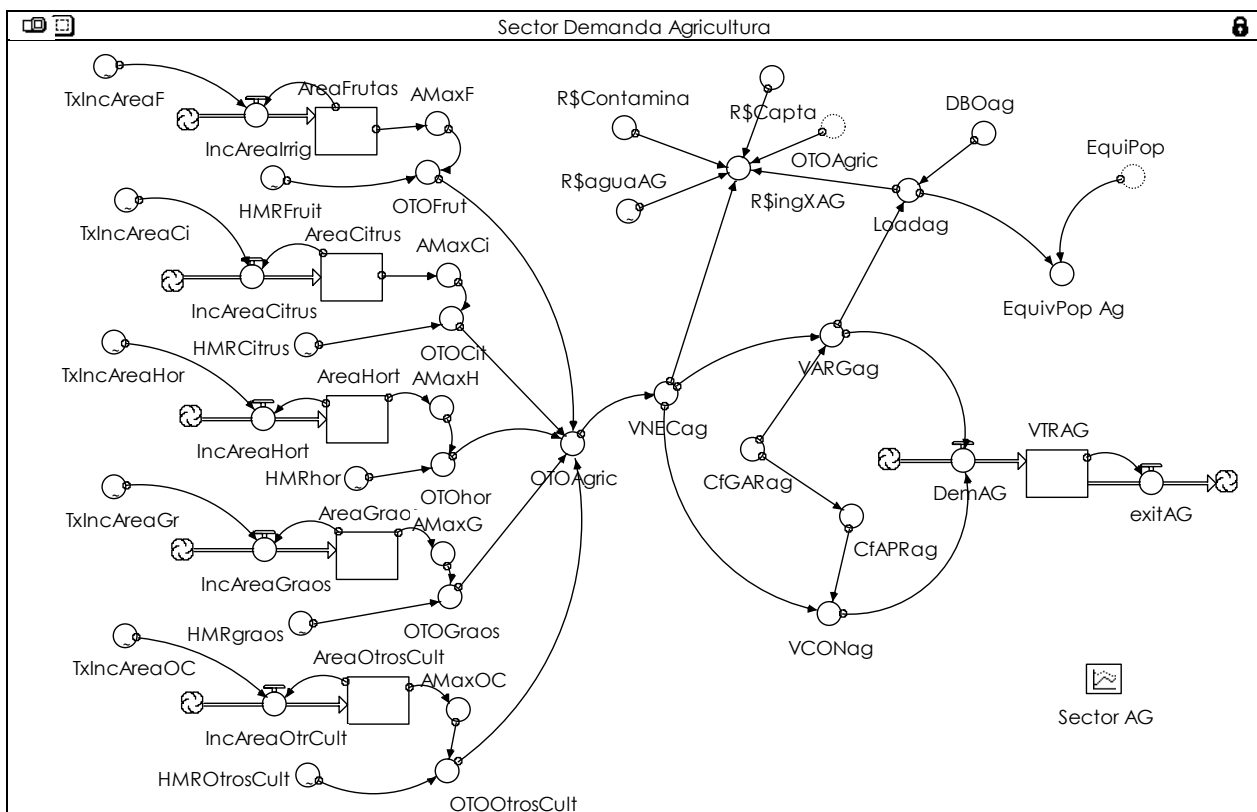 Sector Demanda Agricultura
TxIncAreaF
AreaFrutas
AMaxF
IncAreaIrrig
HMRFruit
OTOFrut
TxIncAreaCi
AreaCitrus
AMaxCi
IncAreaCitrus
HMRCitrus
OTOCit
TxIncAreaHor
AreaHort
AMaxH
IncAreaHort
HMRhor
OTOhor
TxIncAreaGr
AreaGrao
AMaxG
IncAreaGraos
HMRgraos
OTOGraos
TxIncAreaOC
AreaOtrosCult
AMaxOC
IncAreaOtrCult
HMROtrosCult
OTOOtrosCult
OTOAgric
R$Contamina
R$Capta
DBOag
OTOAgric
EquiPop
R$aguaAG
R$ingXAG
Loadag
EquivPop Ag
VARGag
VNECag
CfGARag
DemAG
VTRAG
exitAG
CfAPRag
VCONag
Sector AG